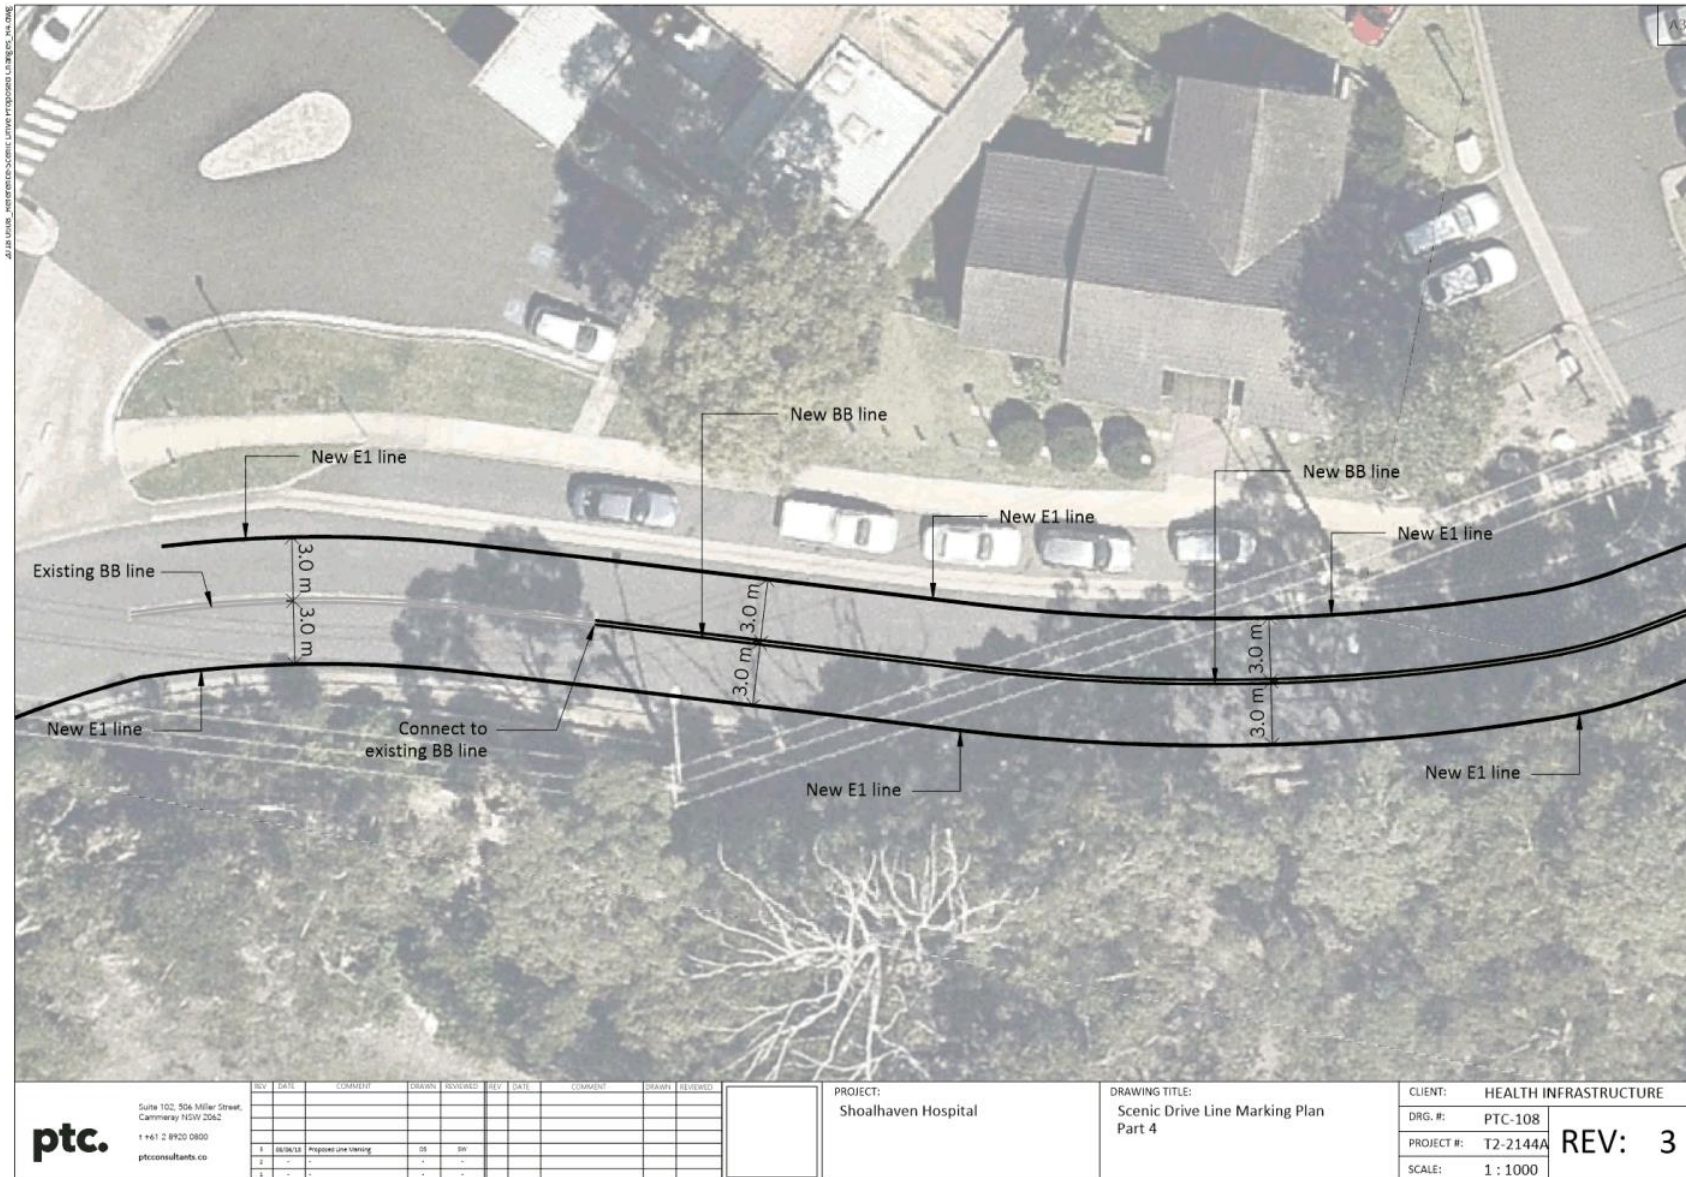 A3
New BB line
New E1 line
New BB line
New E1 line
New E1 line
3.0 m
Existing BB line
3.0 m
3.0 m
3.0 m
3.0 m
3.0 m
New E1 line
Connect to
existing BB line
New E1 line
New E1 line
ptc.
Suite 102, 506 Miller Street,
Cammeray NSW 2062
t +61 2 8920 0800
ptcconsultants.co
REV DATE COMMENT DRAWN REVIEWED REV DATE COMMENT DRAWN REVIEWED
Proposed Line Marking DS SW
2 - - - -
1 - - - -
PROJECT:
Shoalhaven Hospital
DRAWING TITLE:
Scenic Drive Line Marking Plan
Part 4
CLIENT: HEALTH INFRASTRUCTURE
DRG. #: PTC-108
PROJECT #: T2-2144A
SCALE: 1 : 1000
REV: 3